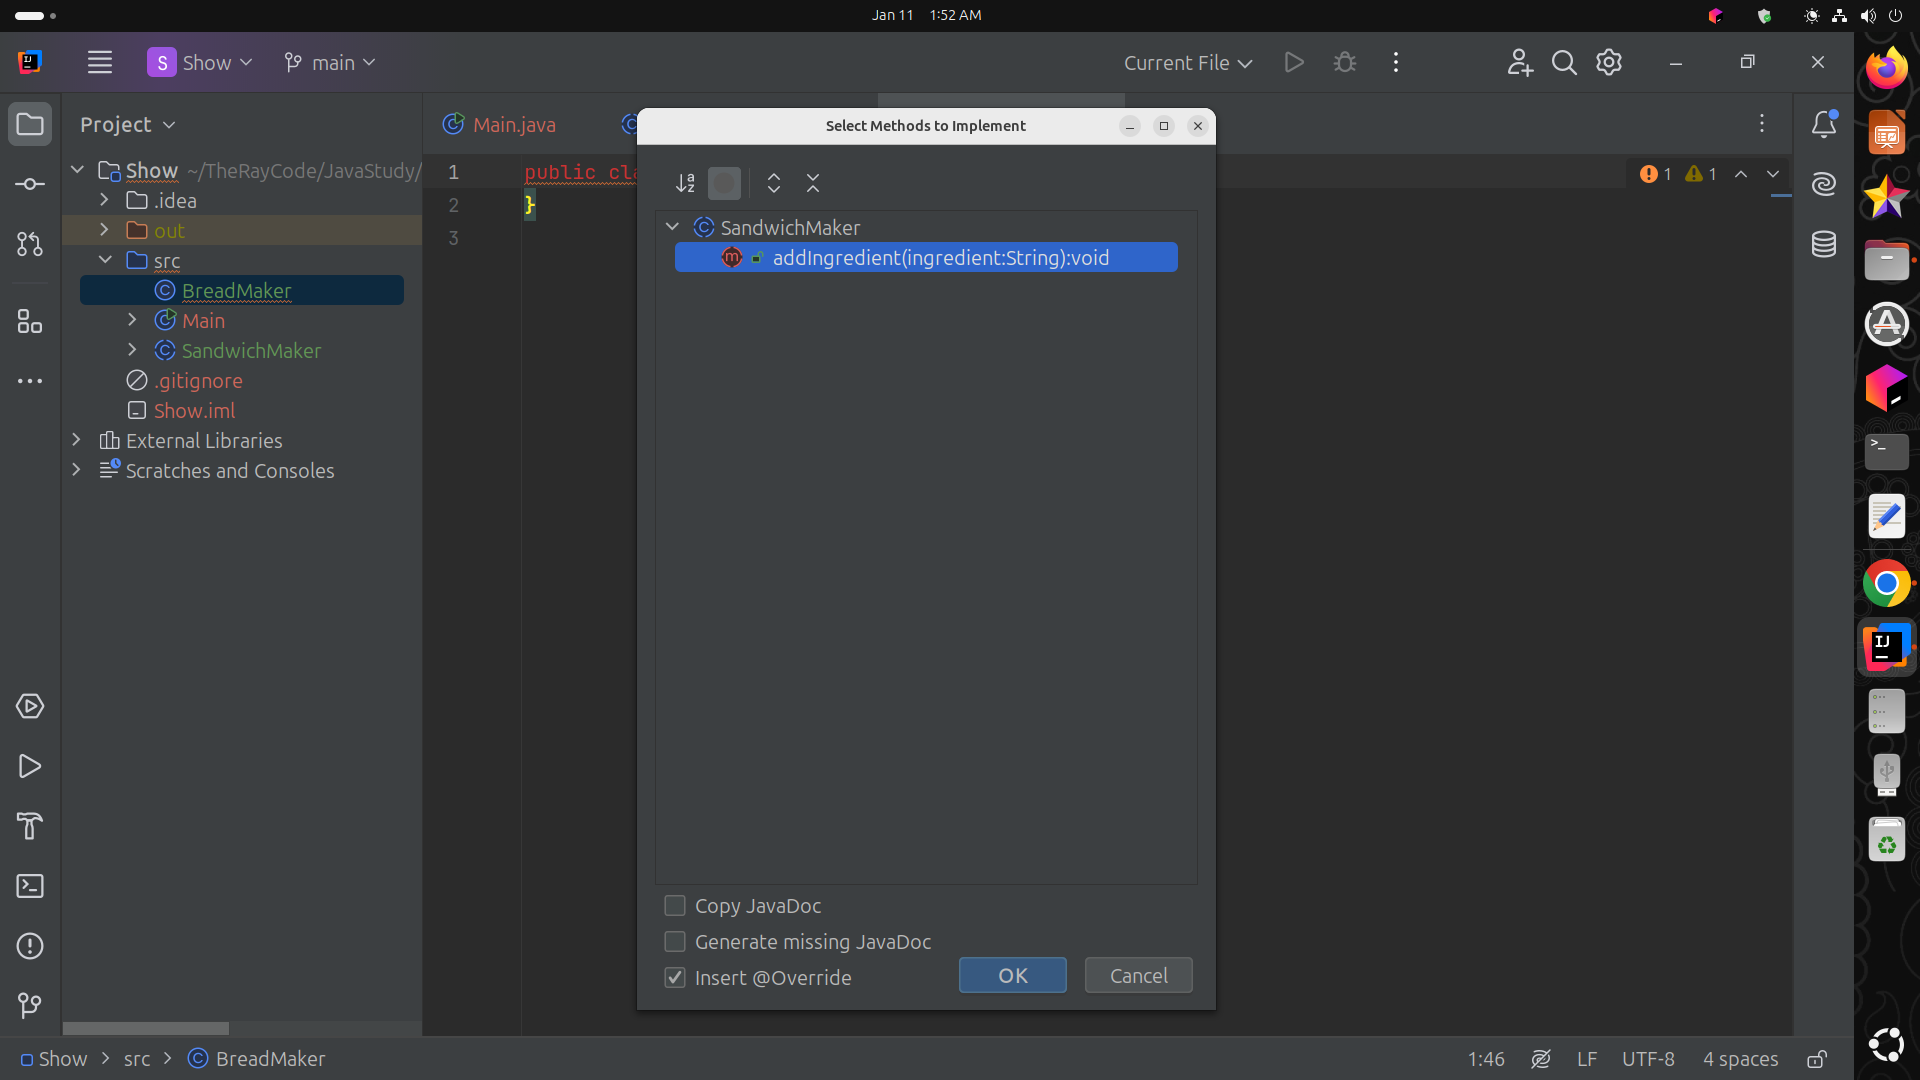 Jan 11 1:52 AM
S Show main
Current File
Project
Main.java
Select Methods to Implement
Show ~/TheRayCode/JavaStudy/
.idea
out
src
BreadMaker
Main
SandwichMaker
.gitignore
Show.iml
External Libraries
Scratches and Consoles
1 public cla
2 }
3
1 1
SandwichMaker
addIngredient(ingredient:String):void
Copy JavaDoc
Generate missing JavaDoc
Insert @Override
OK Cancel
Show src BreadMaker
1:46 LF UTF-8 4 spaces